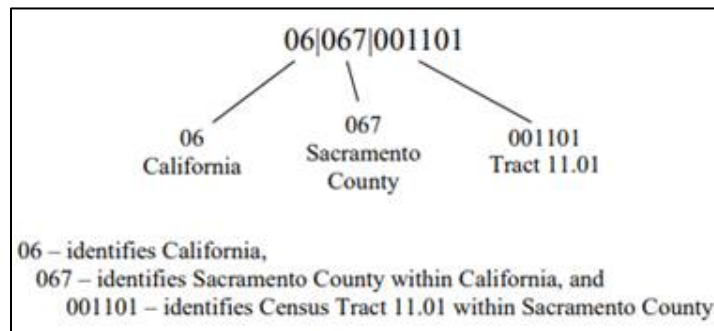 06|067|001101
06
California
067
Sacramento
County
001101
Tract 11.01
06 – identifies California,
067 – identifies Sacramento County within California, and
001101 – identifies Census Tract 11.01 within Sacramento County